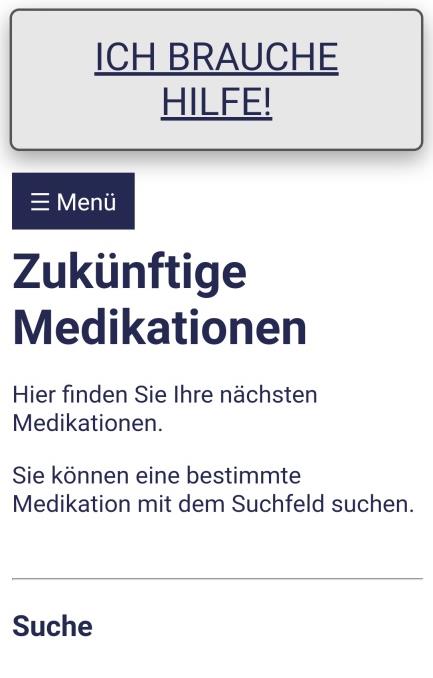 ICH BRAUCHE
HILFE!
☰ Menü
Zukünftige
Medikationen
Hier finden Sie Ihre nächsten
Medikationen.
Sie können eine bestimmte
Medikation mit dem Suchfeld suchen.
Suche